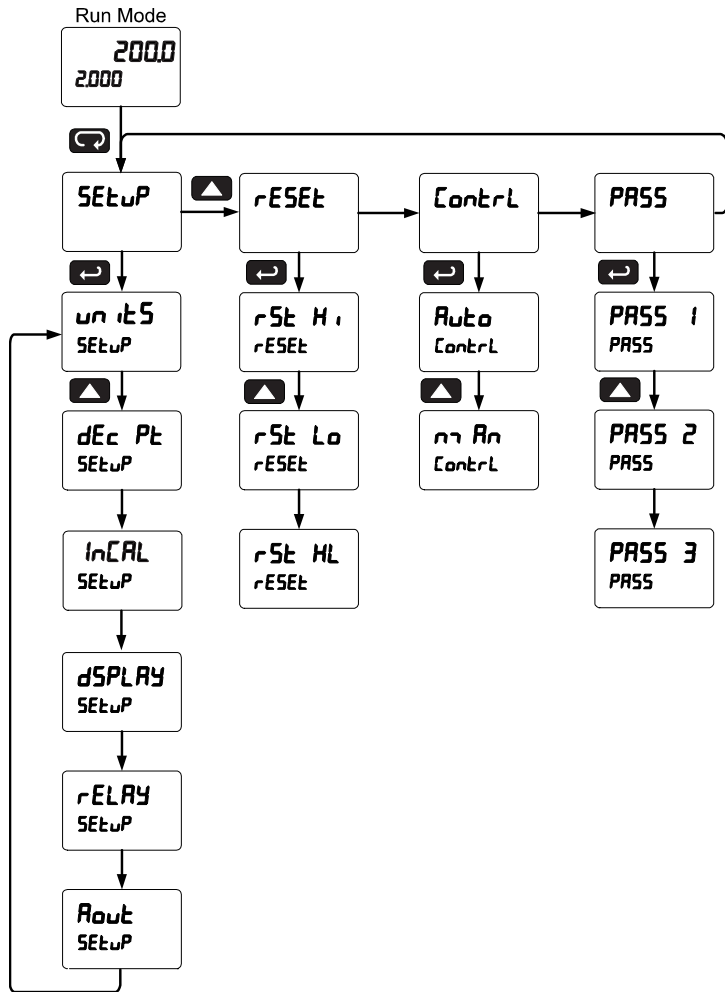 Run Mode
200.0
2.000
SEtuP
rESEt
ContrL
PASS
unitS
SEtuP
rSt Hi
rESEt
Auto
ContrL
PASS 1
PASS
dEc Pt
SEtuP
rSt Lo
rESEt
mAn
ContrL
PASS 2
PASS
InCAL
SEtuP
rSt HL
rESEt
PASS 3
PASS
dSPLAY
SEtuP
rELAY
SEtuP
Aout
SEtuP